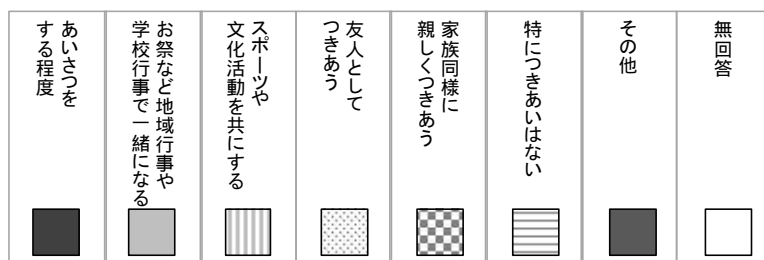 あいさつを
する程度
お祭など地域行事や
学校行事で一緒になる
スポーツや
文化活動を共にする
友人として
つきあう
家族同様に
親しくつきあう
特につきあいはない
その他
無回答